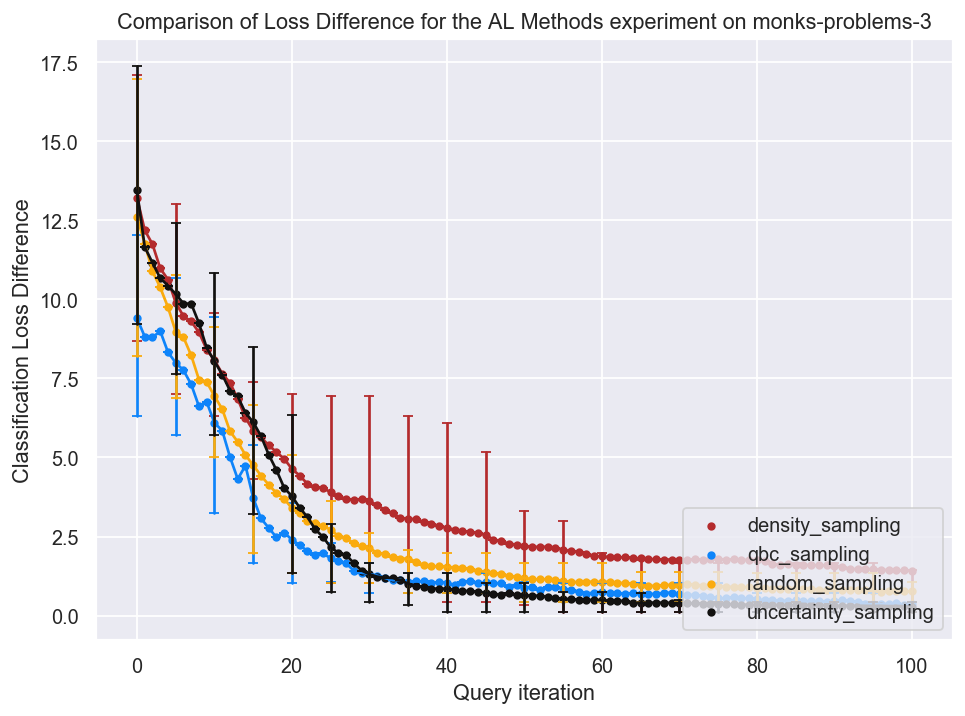 Comparison of Loss Difference for the AL Methods experiment on monks-problems-3
17.5
15.0
12.5
10.0
7.5
5.0
2.5
0.0
Classification Loss Difference
density_sampling
qbc_sampling
random_sampling
uncertainty_sampling
0 20 40 60 80 100
Query iteration